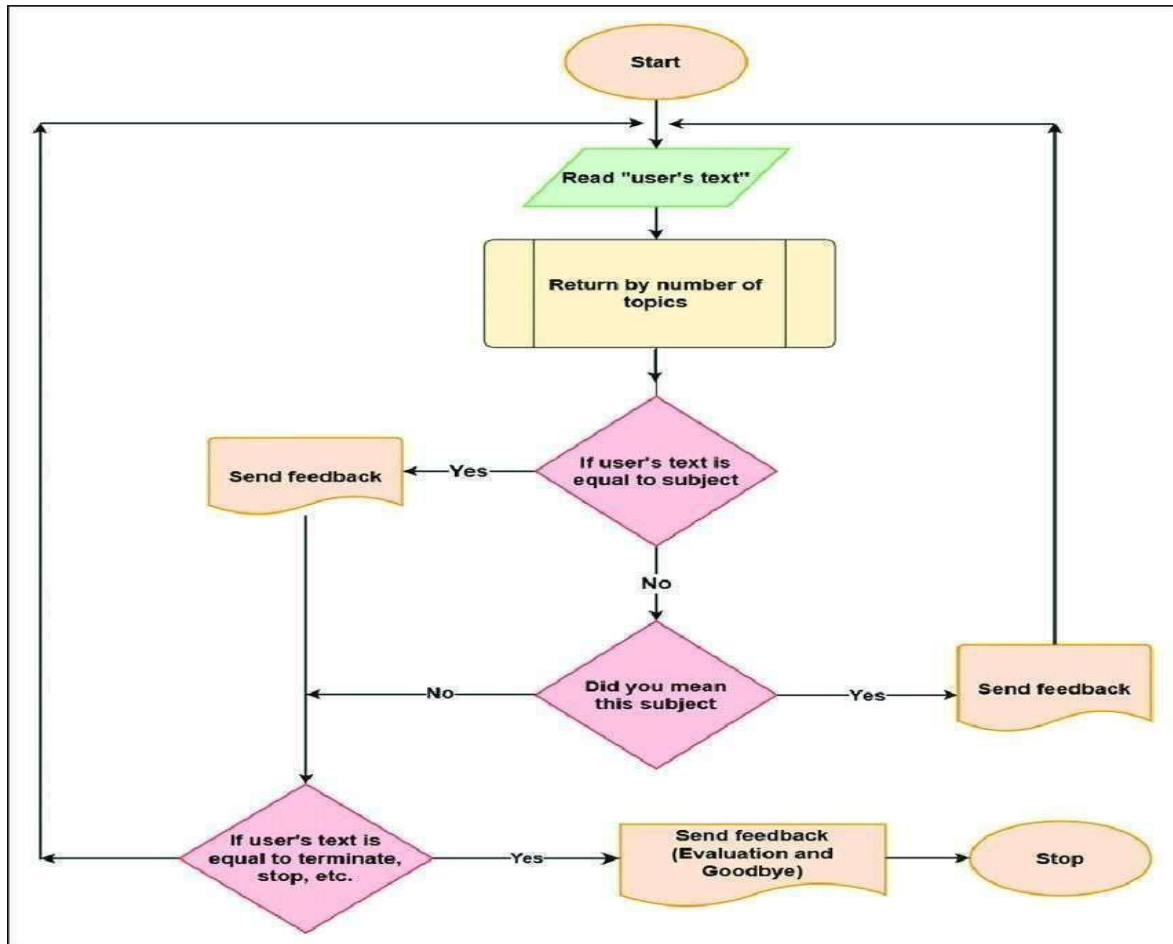 Start
Read "user's text"
Return by number of
topics
If user's text is
equal to subject
Yes
Send feedback
No
Did you mean
this subject
No
Yes
Send feedback
If user's text is
equal to terminate,
stop, etc.
Yes
Send feedback
(Evaluation and
Goodbye)
Stop